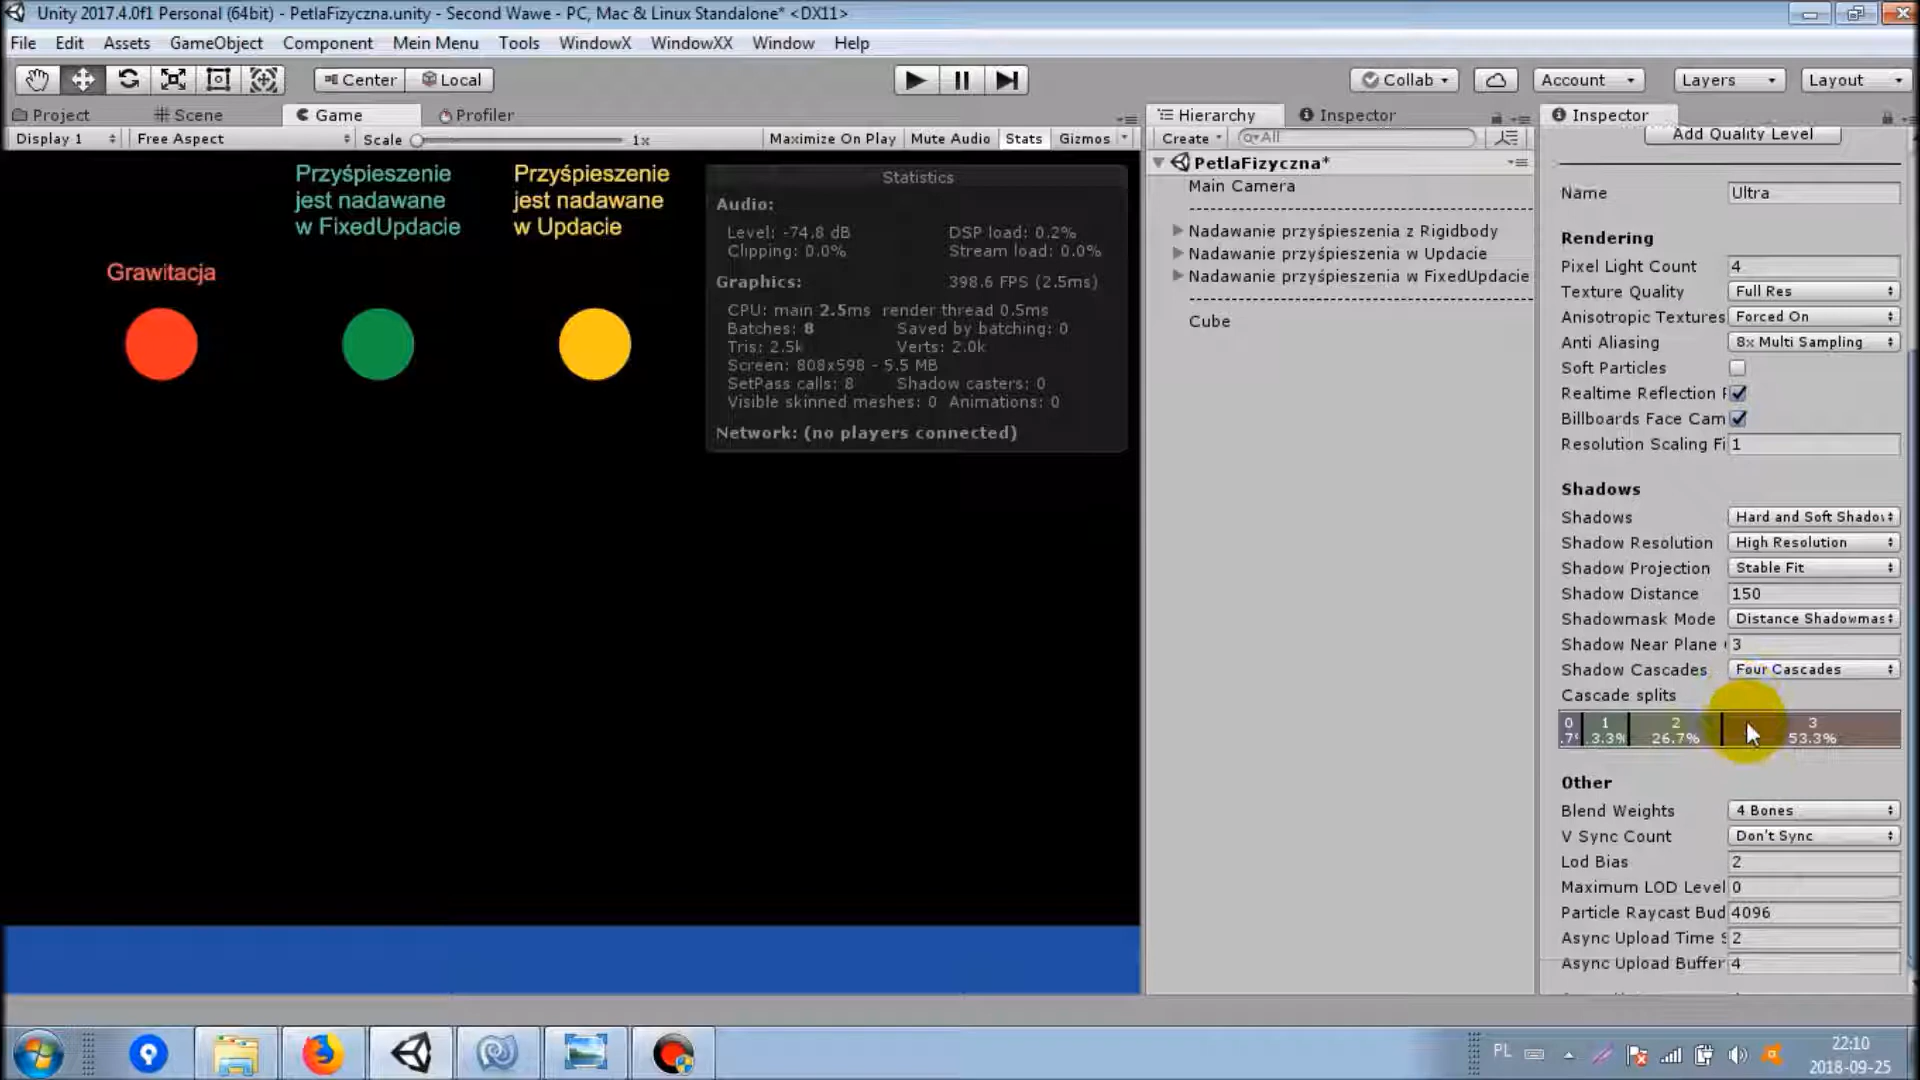 Unity 2017.4.0f1 Personal (64bit) - PetlaFizyczna.unity - Second Wawe - PC, Mac & Linux Standalone* <DX11>
File Edit Assets GameObject Component Mein Menu Tools WindowX WindowXX Window Help
Center Local Collab Account Layers Layout
Project Scene Game Profiler Hierarchy Inspector Inspector
Display 1 Free Aspect Scale 1x Maximize On Play Mute Audio Stats Gizmos Create All
Add Quality Level
Przyśpieszenie
jest nadawane
w FixedUpdacie
Przyśpieszenie
jest nadawane
w Updacie
Grawitacja
Statistics
Audio:
Level: -74.8 dB DSP load: 0.2%
Clipping: 0.0% Stream load: 0.0%
Graphics: 398.6 FPS (2.5ms)
CPU: main 2.5ms render thread 0.5ms
Batches: 8 Saved by batching: 0
Tris: 2.5k Verts: 2.0k
Screen: 808x598 - 5.5 MB
SetPass calls: 8 Shadow casters: 0
Visible skinned meshes: 0 Animations: 0
Network: (no players connected)
PetlaFizyczna*
Main Camera
Nadawanie przyśpieszenia z Rigidbody
Nadawanie przyśpieszenia w Updacie
Nadawanie przyśpieszenia w FixedUpdacie
Cube
Name Ultra
Rendering
Pixel Light Count 4
Texture Quality Full Res
Anisotropic Textures Forced On
Anti Aliasing 8x Multi Sampling
Soft Particles
Realtime Reflection
Billboards Face Cam
Resolution Scaling Fi 1
Shadows
Shadows Hard and Soft Shadow
Shadow Resolution High Resolution
Shadow Projection Stable Fit
Shadow Distance 150
Shadowmask Mode Distance Shadowmas
Shadow Near Plane 3
Shadow Cascades Four Cascades
Cascade splits
0 1 2 3
.7 3.3% 26.7% 53.3%
Other
Blend Weights 4 Bones
V Sync Count Don't Sync
Lod Bias 2
Maximum LOD Level 0
Particle Raycast Bud 4096
Async Upload Time S 2
Async Upload Buffer 4
PL
22:10
2018-09-25